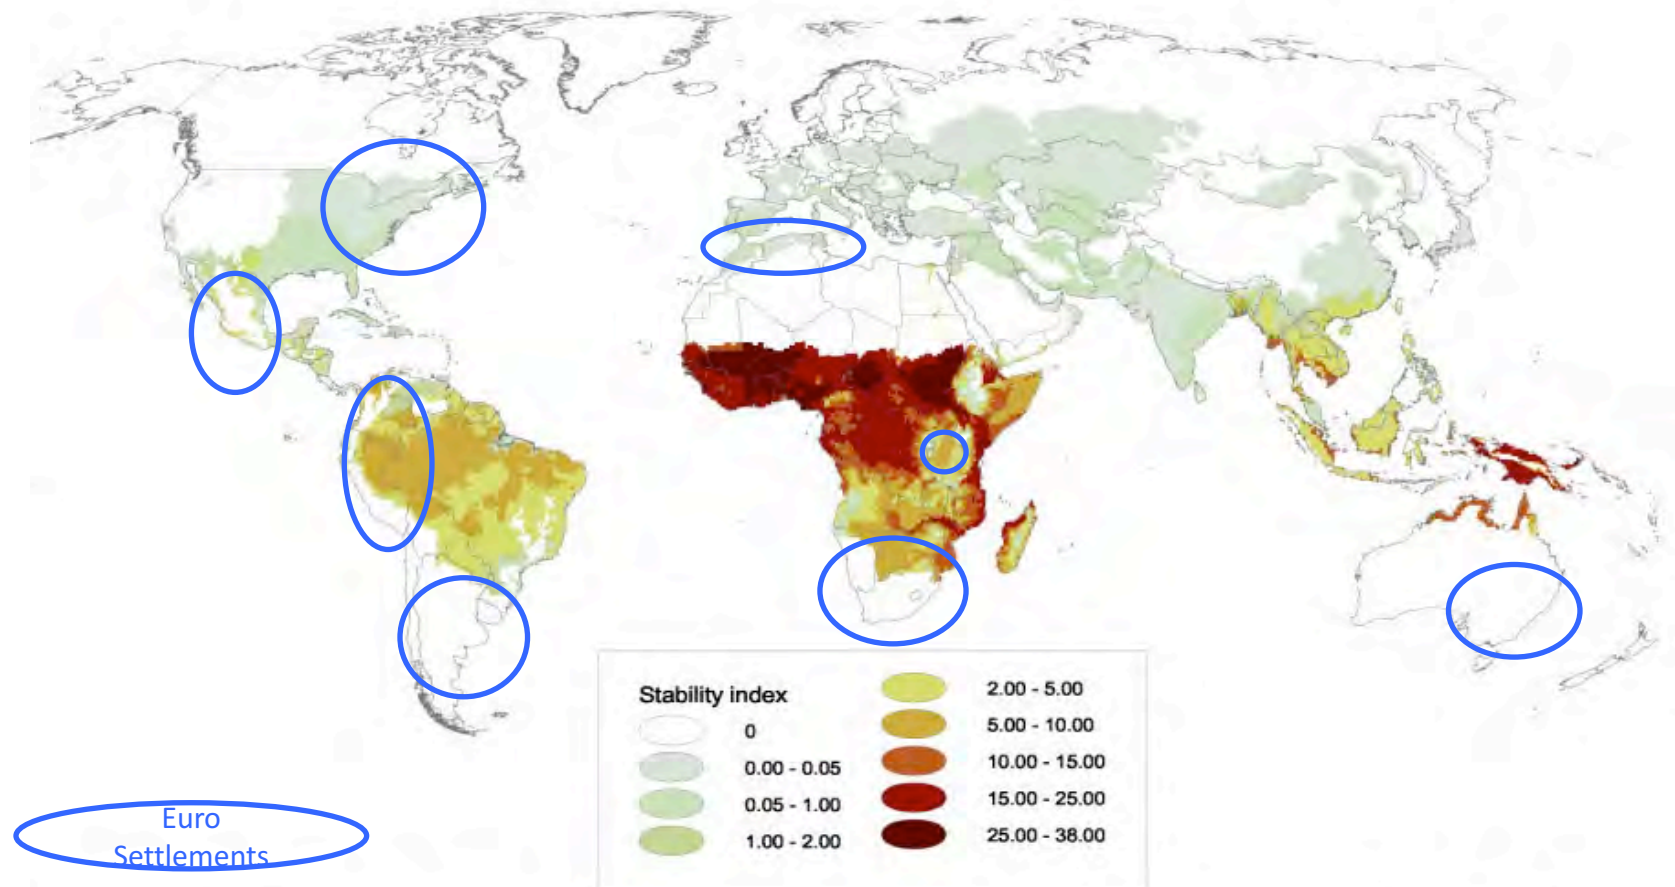 Stability index
0
0.00 - 0.05
0.05 - 1.00
1.00 - 2.00
2.00 - 5.00
5.00 - 10.00
10.00 - 15.00
15.00 - 25.00
25.00 - 38.00
Euro
Settlements